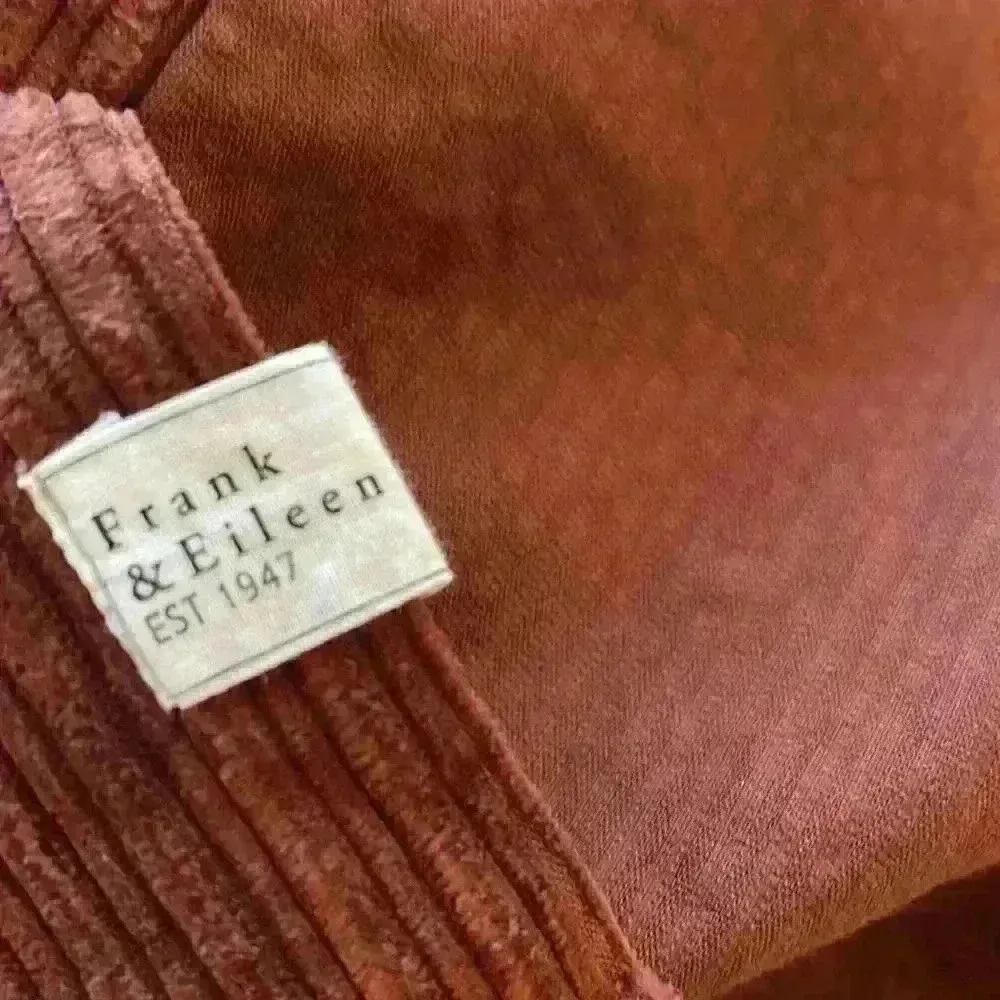 Frank
& Eileen
EST 1947